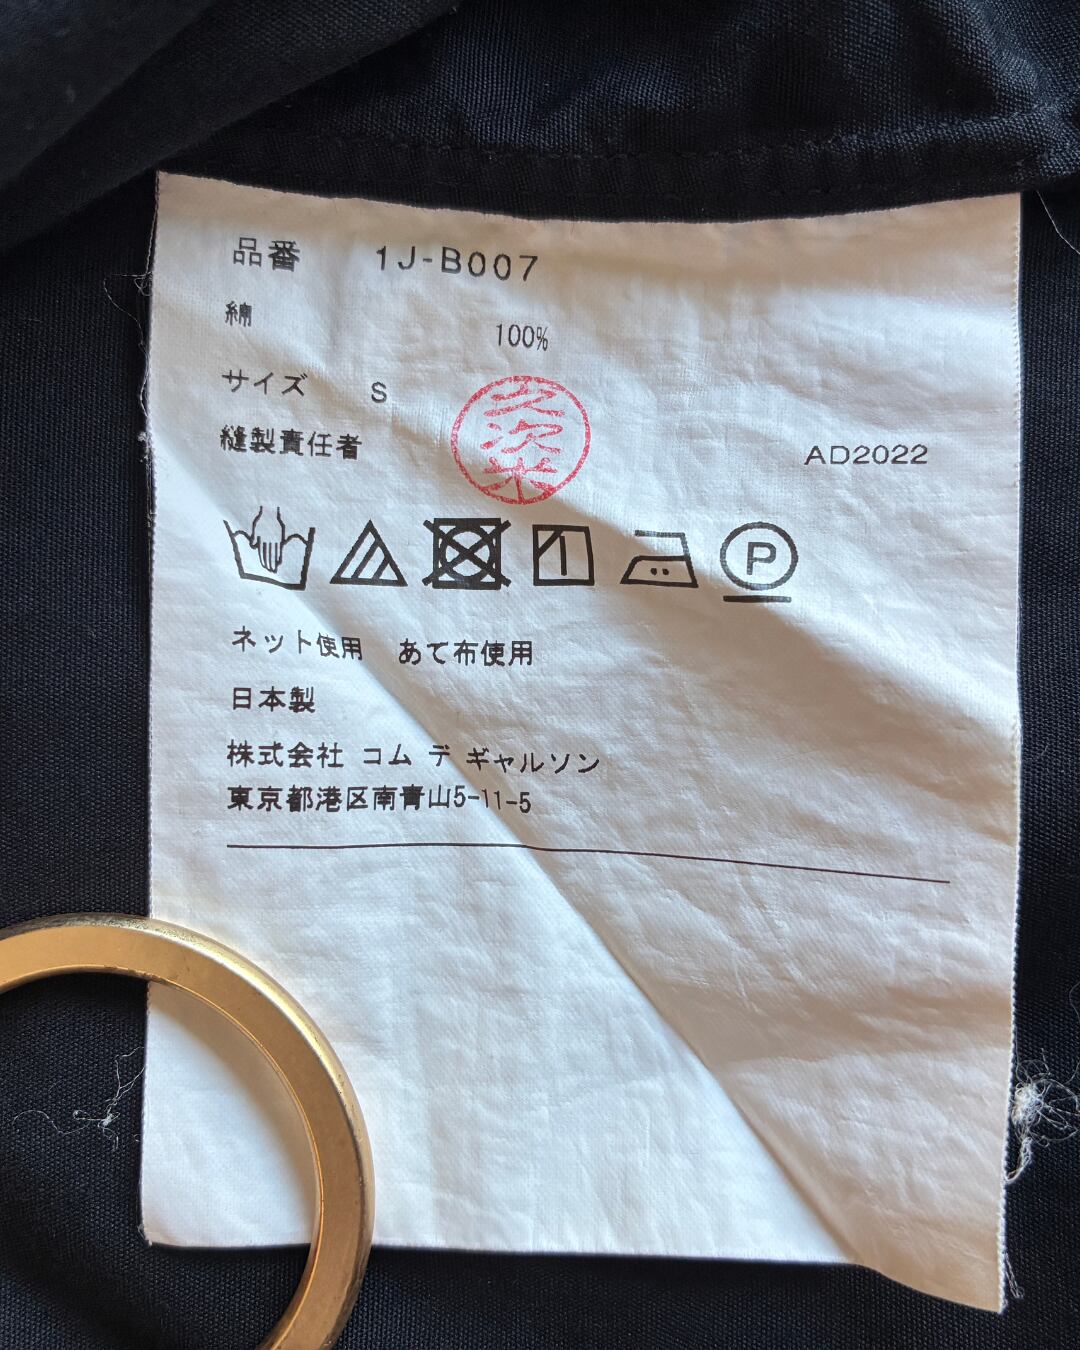 品番 1J-B007
綿 100%
サイズ S
縫製責任者 AD2022
P
ネット使用 あて布使用
日本製
株式会社 コム デ ギャルソン
東京都港区南青山5-11-5